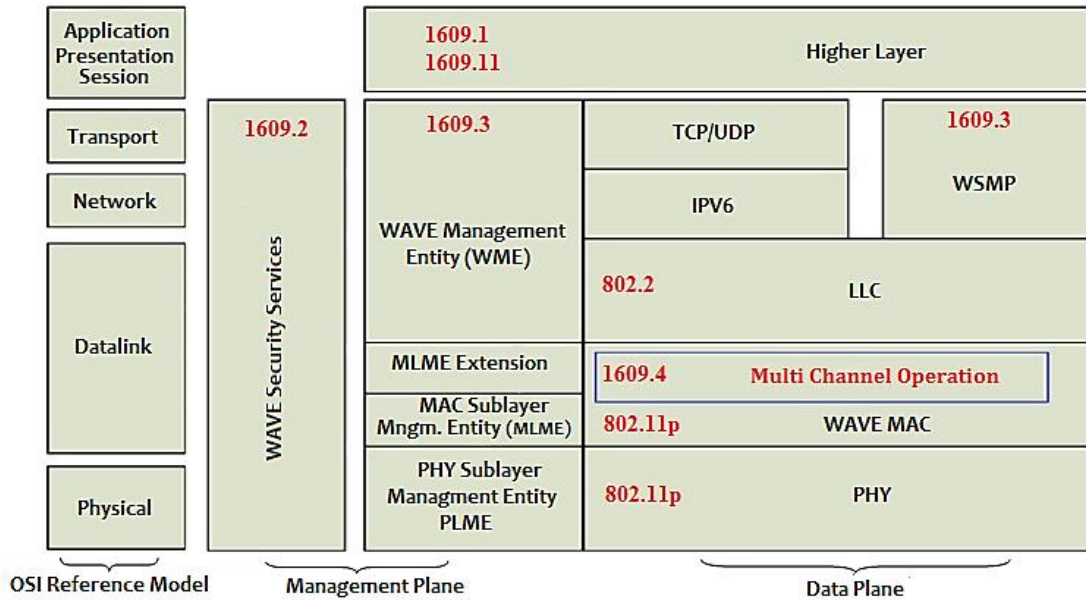 Application
Presentation
Session
Transport
Network
Datalink
Physical
OSI Reference Model
1609.2
WAVE Security Services
1609.1
1609.11
Higher Layer
1609.3
WAVE Management
Entity (WME)
MLME Extension
MAC Sublayer
Mngm. Entity (MLME)
PHY Sublayer
Managment Entity
PLME
Management Plane
TCP/UDP
IPV6
1609.3
WSMP
802.2
LLC
1609.4 Multi Channel Operation
802.11p WAVE MAC
802.11p PHY
Data Plane